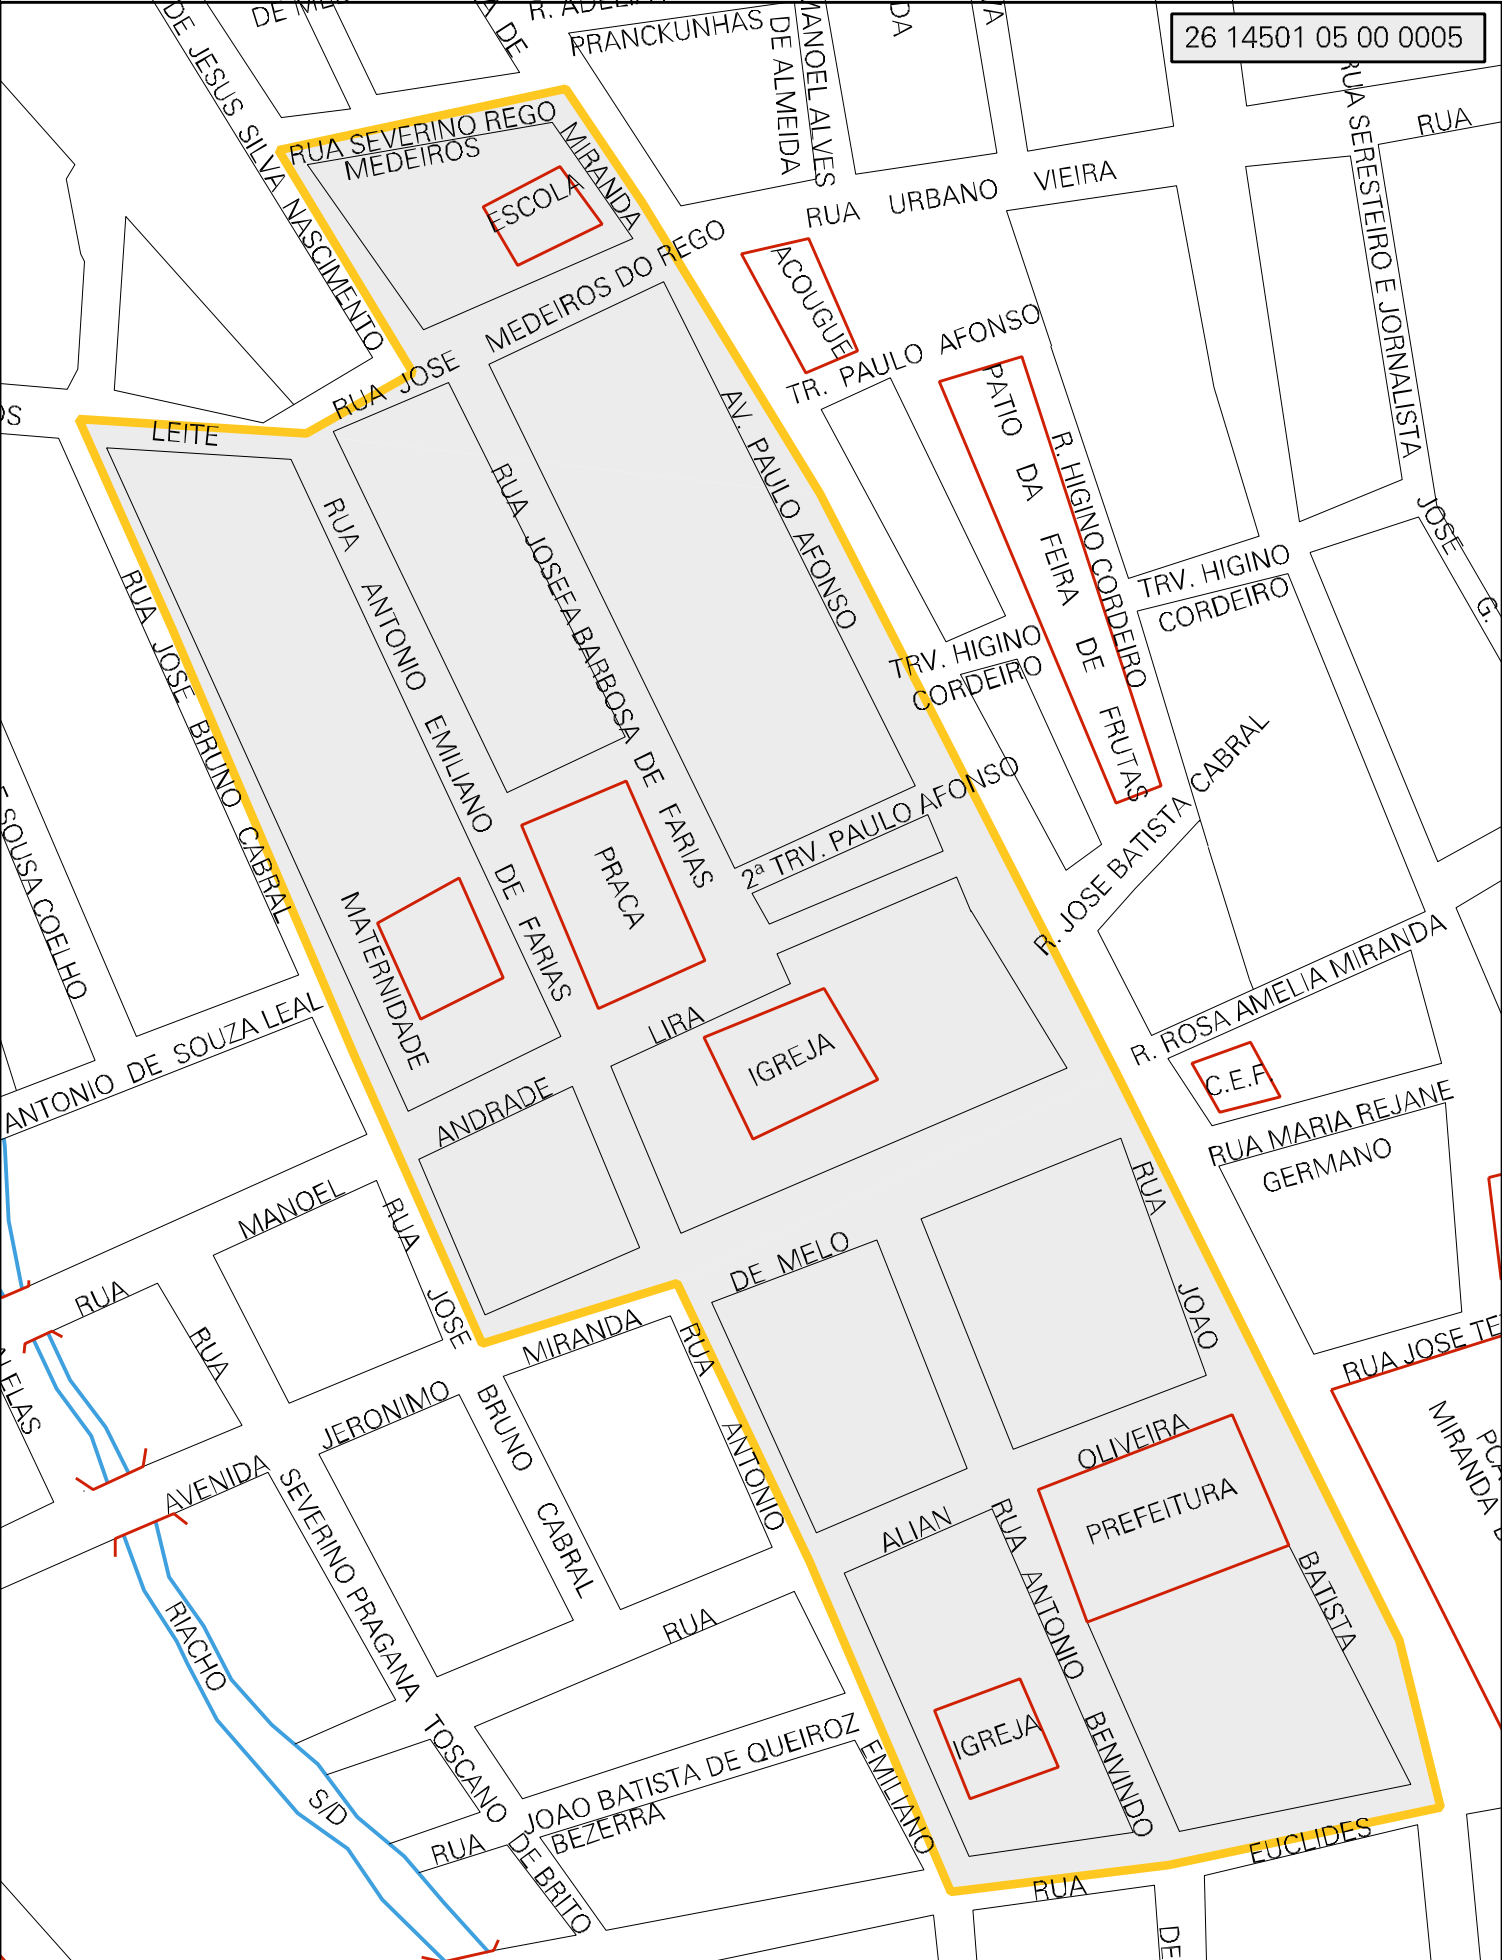 26 14501 05 00 0005
PRANCKUNHAS
DE ALMEIDA
MANOEL ALVES
DE JESUS SILVA NASCIMENTO
RUA SEVERINO REGO
MEDEIROS
MIRANDA
ESCOLA
RUA
RUA SERESTEIRO E JORNALISTA
RUA URBANO VIEIRA
RUA JOSE MEDEIROS DO REGO
ACOUGUE
TR. PAULO AFONSO
PATIO DA FEIRA DE FRUTAS
R. HIGINO CORDEIRO
LEITE
AV. PAULO AFONSO
RUA JOSEFA BARBOSA DE FARIAS
RUA ANTONIO EMILIANO DE FARIAS
RUA JOSE BRUNO CABRAL
JOSE G.
TRV. HIGINO
CORDEIRO
TRV. HIGINO
CORDEIRO
2ª TRV. PAULO AFONSO
R. JOSE BATISTA CABRAL
SOUSA COELHO
PRACA
MATERNIDADE
R. ROSA AMELIA MIRANDA
C.E.F.
RUA MARIA REJANE
GERMANO
ANTONIO DE SOUZA LEAL
LIRA
IGREJA
ANDRADE
MANOEL
RUA
RUA JOSE BRUNO CABRAL
RUA JOAO BATISTA
DE MELO
MIRANDA
JERONIMO
AVENIDA
RUA SEVERINO PRAGANA TOSCANO DE BRITO
RUA ANTONIO EMILIANO
OLIVEIRA
ALIAN
RUA
PREFEITURA
RUA ANTONIO BENVINDO
IGREJA
RUA JOSE TE
MIRANDA
RIACHO S/D
JOAO BATISTA DE QUEIROZ
BEZERRA
RUA
RUA EUCLIDES
DE